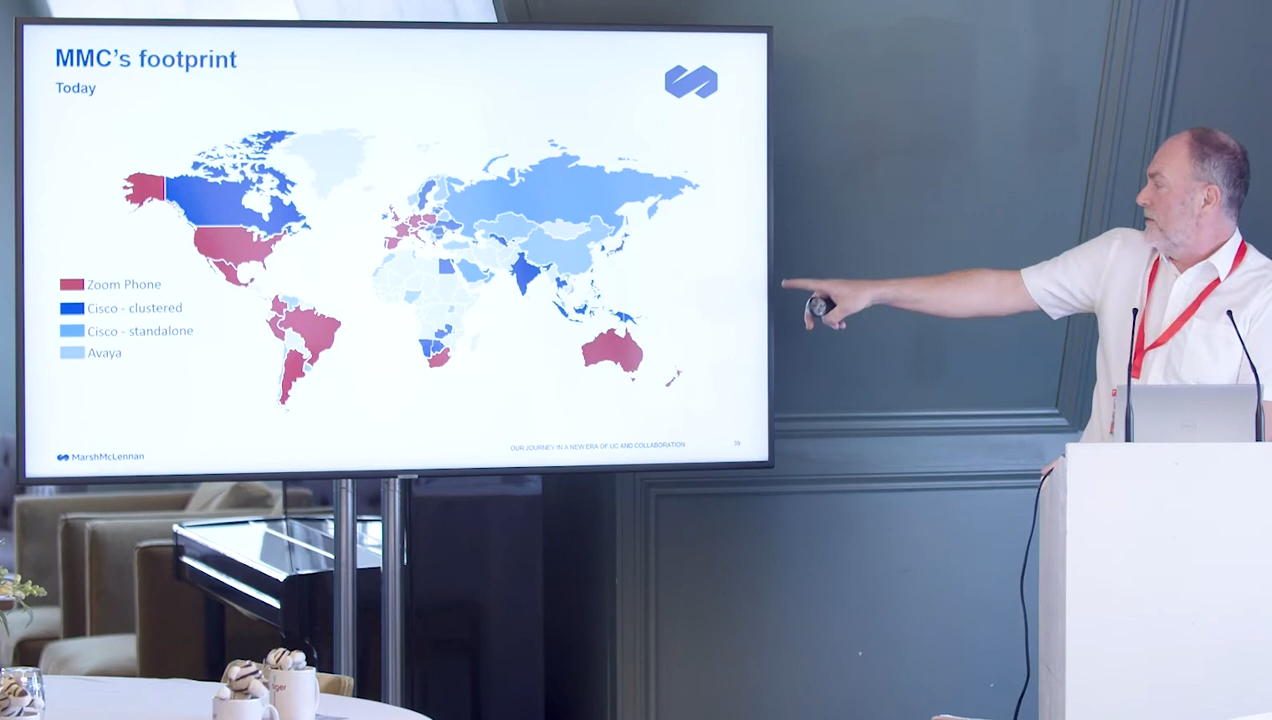 MMC's footprint
Today
Zoom Phone
Cisco - clustered
Cisco - standalone
Avaya
OUR JOURNEY IN A NEW ERA OF UC AND COLLABORATION
39
MarshMcLennan